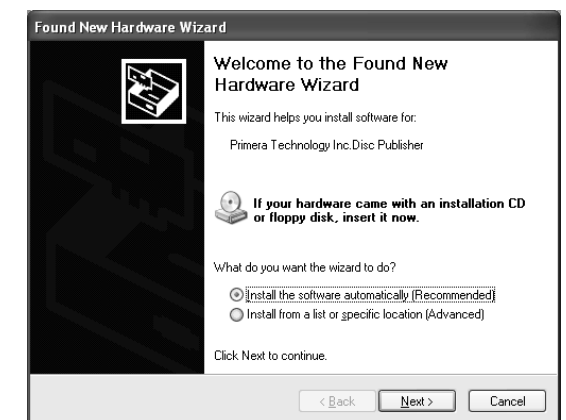 Found New Hardware Wizard
Welcome to the Found New
Hardware Wizard
This wizard helps you install software for:
Primera Technology Inc.Disc Publisher
If your hardware came with an installation CD
or floppy disk, insert it now.
What do you want the wizard to do?
Install the software automatically (Recommended)
Install from a list or specific location (Advanced)
Click Next to continue.
< Back
Next >
Cancel